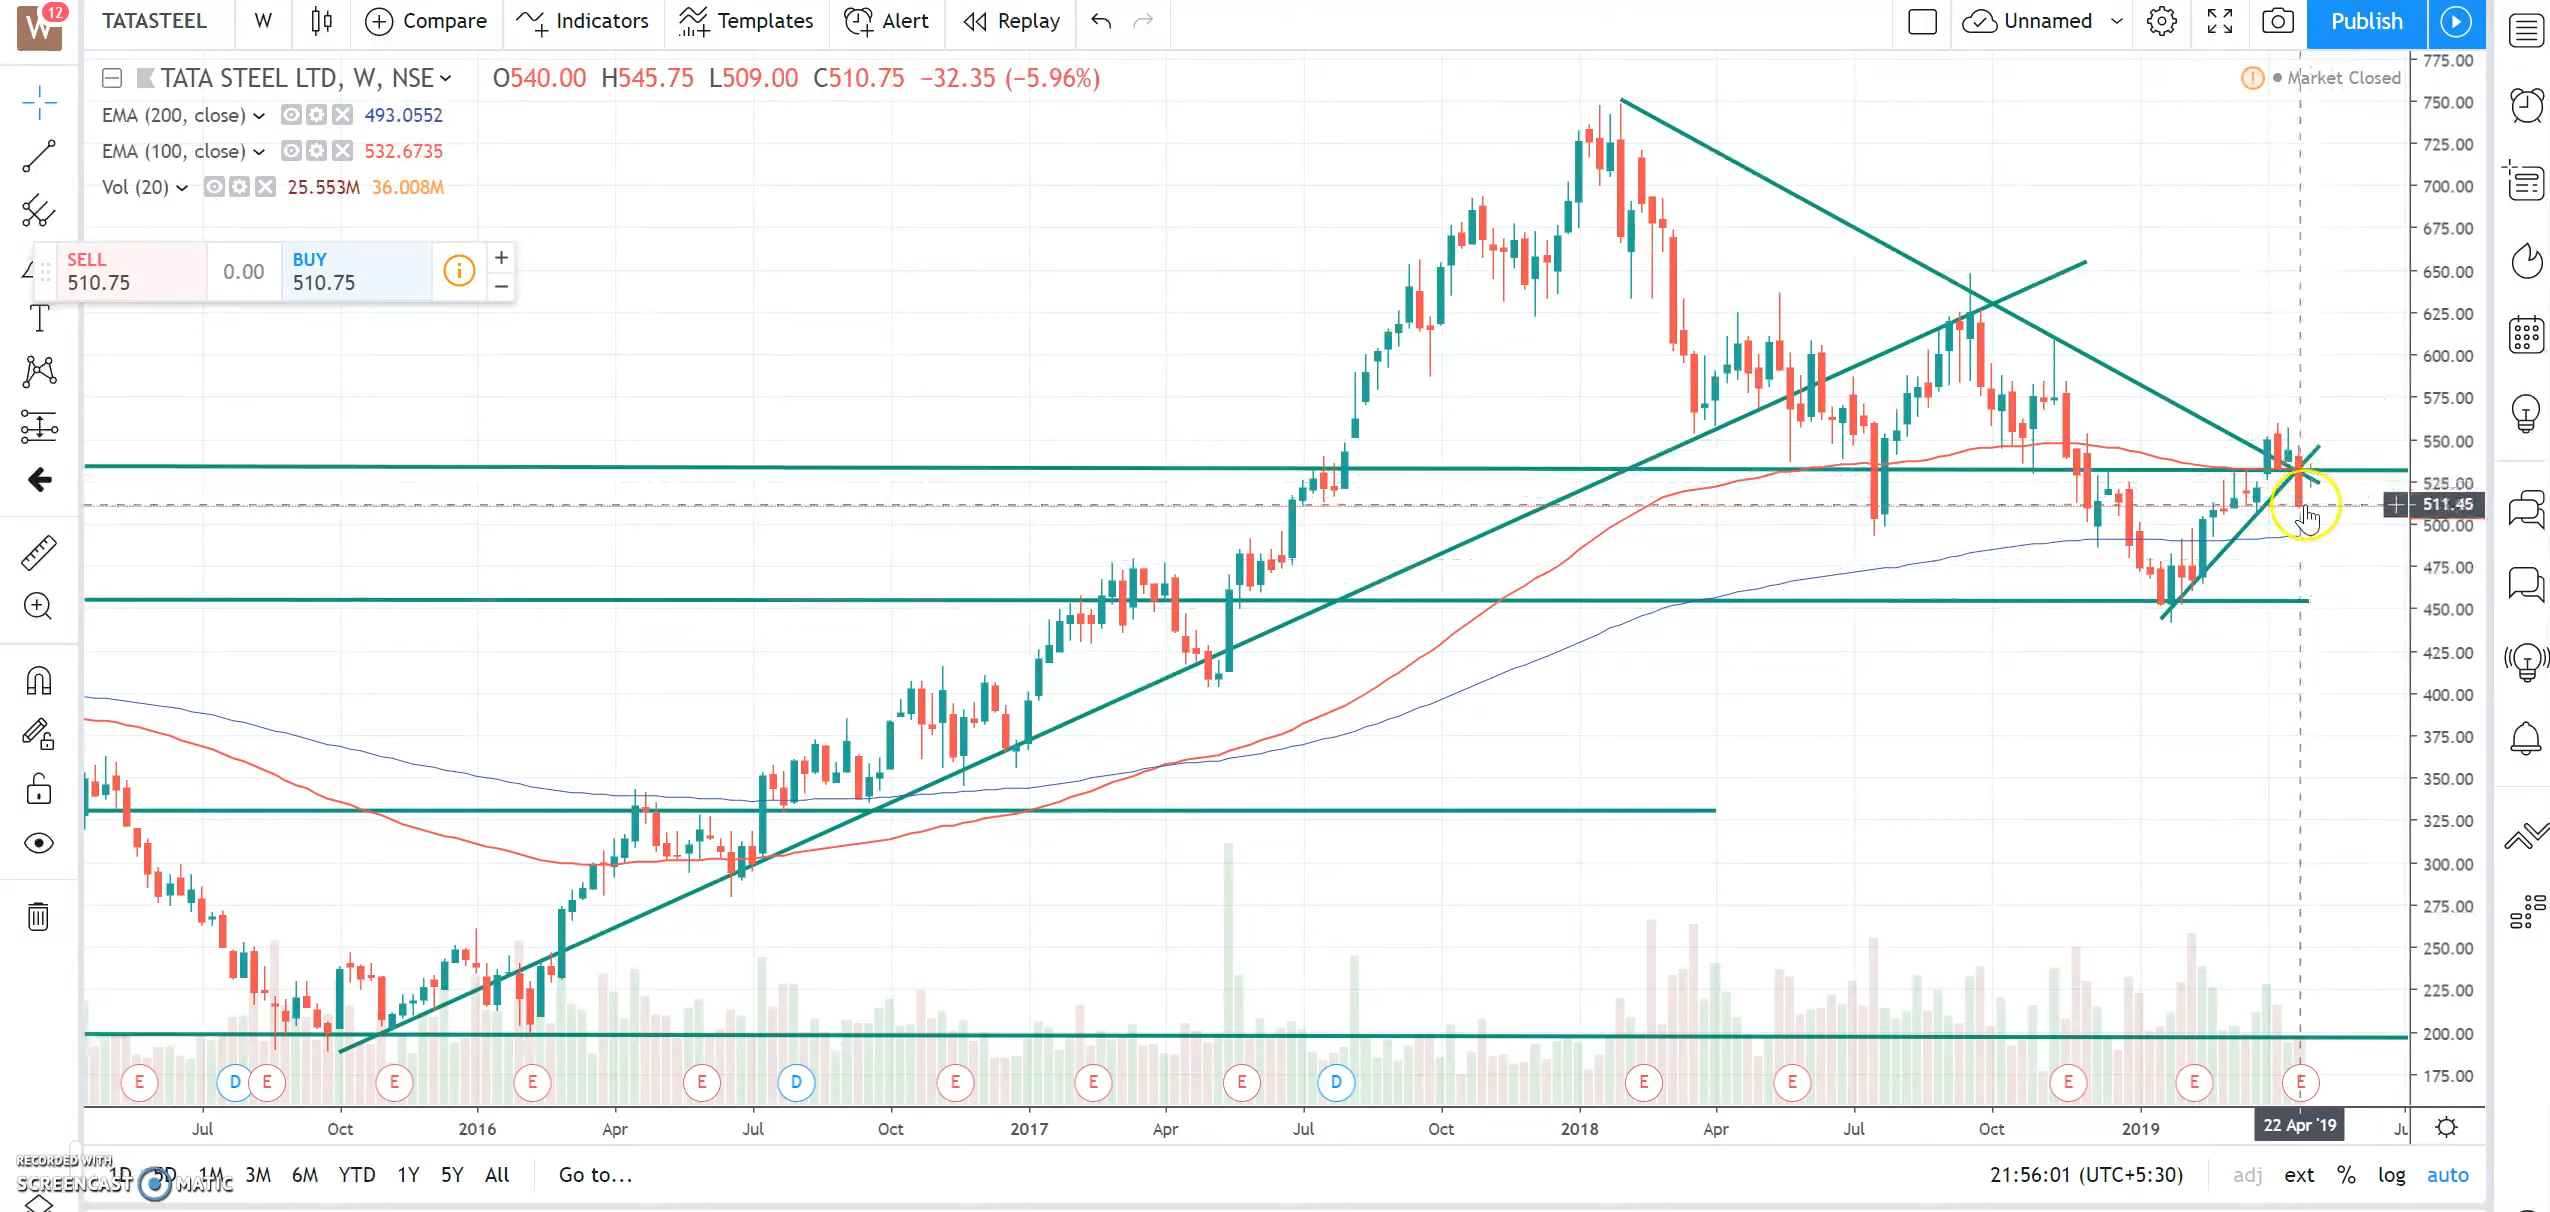 W 12
TATASTEEL W Compare Indicators Templates Alert Replay Unnamed Publish
TATA STEEL LTD, W, NSE O540.00 H545.75 L509.00 C510.75 −32.35 (−5.96%)
Market Closed
EMA (200, close) 493.0552
EMA (100, close) 532.6735
Vol (20) 25.553M 36.008M
SELL
510.75
0.00
BUY
510.75
T
775.00
750.00
725.00
700.00
675.00
650.00
625.00
600.00
575.00
550.00
525.00
511.45
500.00
475.00
450.00
425.00
400.00
375.00
350.00
325.00
300.00
275.00
250.00
225.00
200.00
175.00
E D E E E E D E E E D E E E E E
Jul Oct 2016 Apr Jul Oct 2017 Apr Jul Oct 2018 Apr Jul Oct 2019 22 Apr '19
RECORDED WITH
SCREENCAST MATIC
1D 5D 1M 3M 6M YTD 1Y 5Y All Go to... 21:56:01 (UTC+5:30) adj ext % log auto